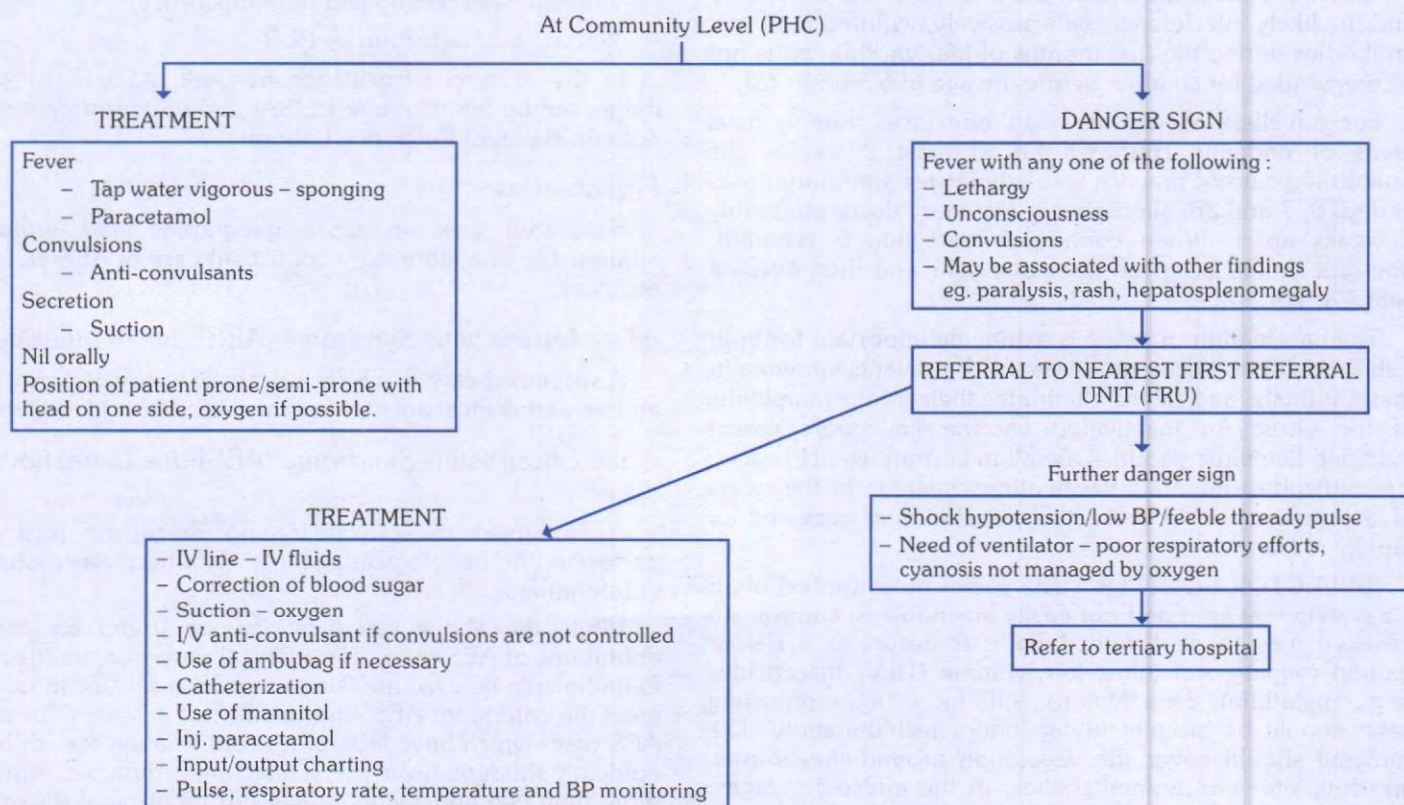 At Community Level (PHC)
TREATMENT
Fever
– Tap water vigorous – sponging
– Paracetamol
Convulsions
– Anti-convulsants
Secretion
Suction
Nil orally
Position of patient prone/semi-prone with
head on one side, oxygen if possible.
DANGER SIGN
Fever with any one of the following :
– Lethargy
– Unconsciousness
– Convulsions
– May be associated with other findings
eg. paralysis, rash, hepatosplenomegaly
REFERRAL TO NEAREST FIRST REFERRAL
UNIT (FRU)
Further danger sign
– Shock hypotension/low BP/feeble thready pulse
– Need of ventilator – poor respiratory efforts,
cyanosis not managed by oxygen
Refer to tertiary hospital
TREATMENT
– IV line – IV fluids
– Correction of blood sugar
– Suction – oxygen
– I/V anti-convulsant if convulsions are not controlled
– Use of ambubag if necessary
– Catheterization
– Use of mannitol
– Inj. paracetamol
– Input/output charting
– Pulse, respiratory rate, temperature and BP monitoring